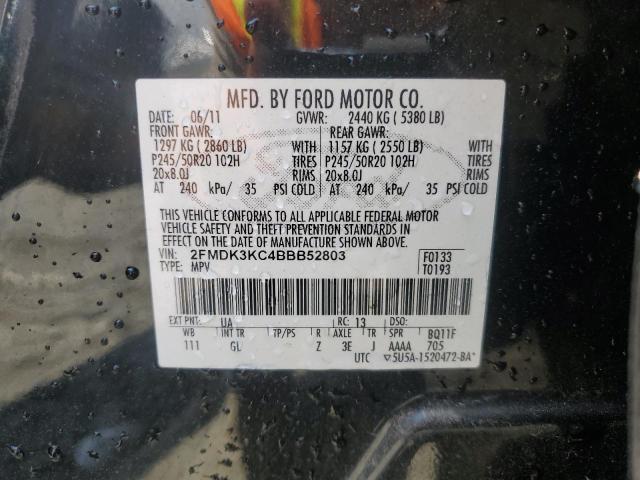 MFD. BY FORD MOTOR CO.
DATE: 06/11 GVWR: 2440 KG ( 5380 LB)
FRONT GAWR: REAR GAWR:
1297 KG ( 2860 LB) WITH 1157 KG ( 2550 LB) WITH
P245/50R20 102H TIRES P245/50R20 102H TIRES
20x8.0J RIMS 20x8.0J RIMS
AT 240 kPa/ 35 PSI COLD AT 240 kPa/ 35 PSI COLD
THIS VEHICLE CONFORMS TO ALL APPLICABLE FEDERAL MOTOR
VEHICLE SAFETY AND THEFT PREVENTION STANDARDS IN
EFFECT ON THE DATE OF MANUFACTURE SHOWN ABOVE.
VIN: 2FMDK3KC4BBB52803 F0133
TYPE: MPV T0193
EXT PNT: UA RC: 13 DSO:
WB INT TR TP/PS R AXLE TR SPR BQ11F
111 GL Z 3E J AAAA 705
UTC ▽5U5A-1520472-BA*